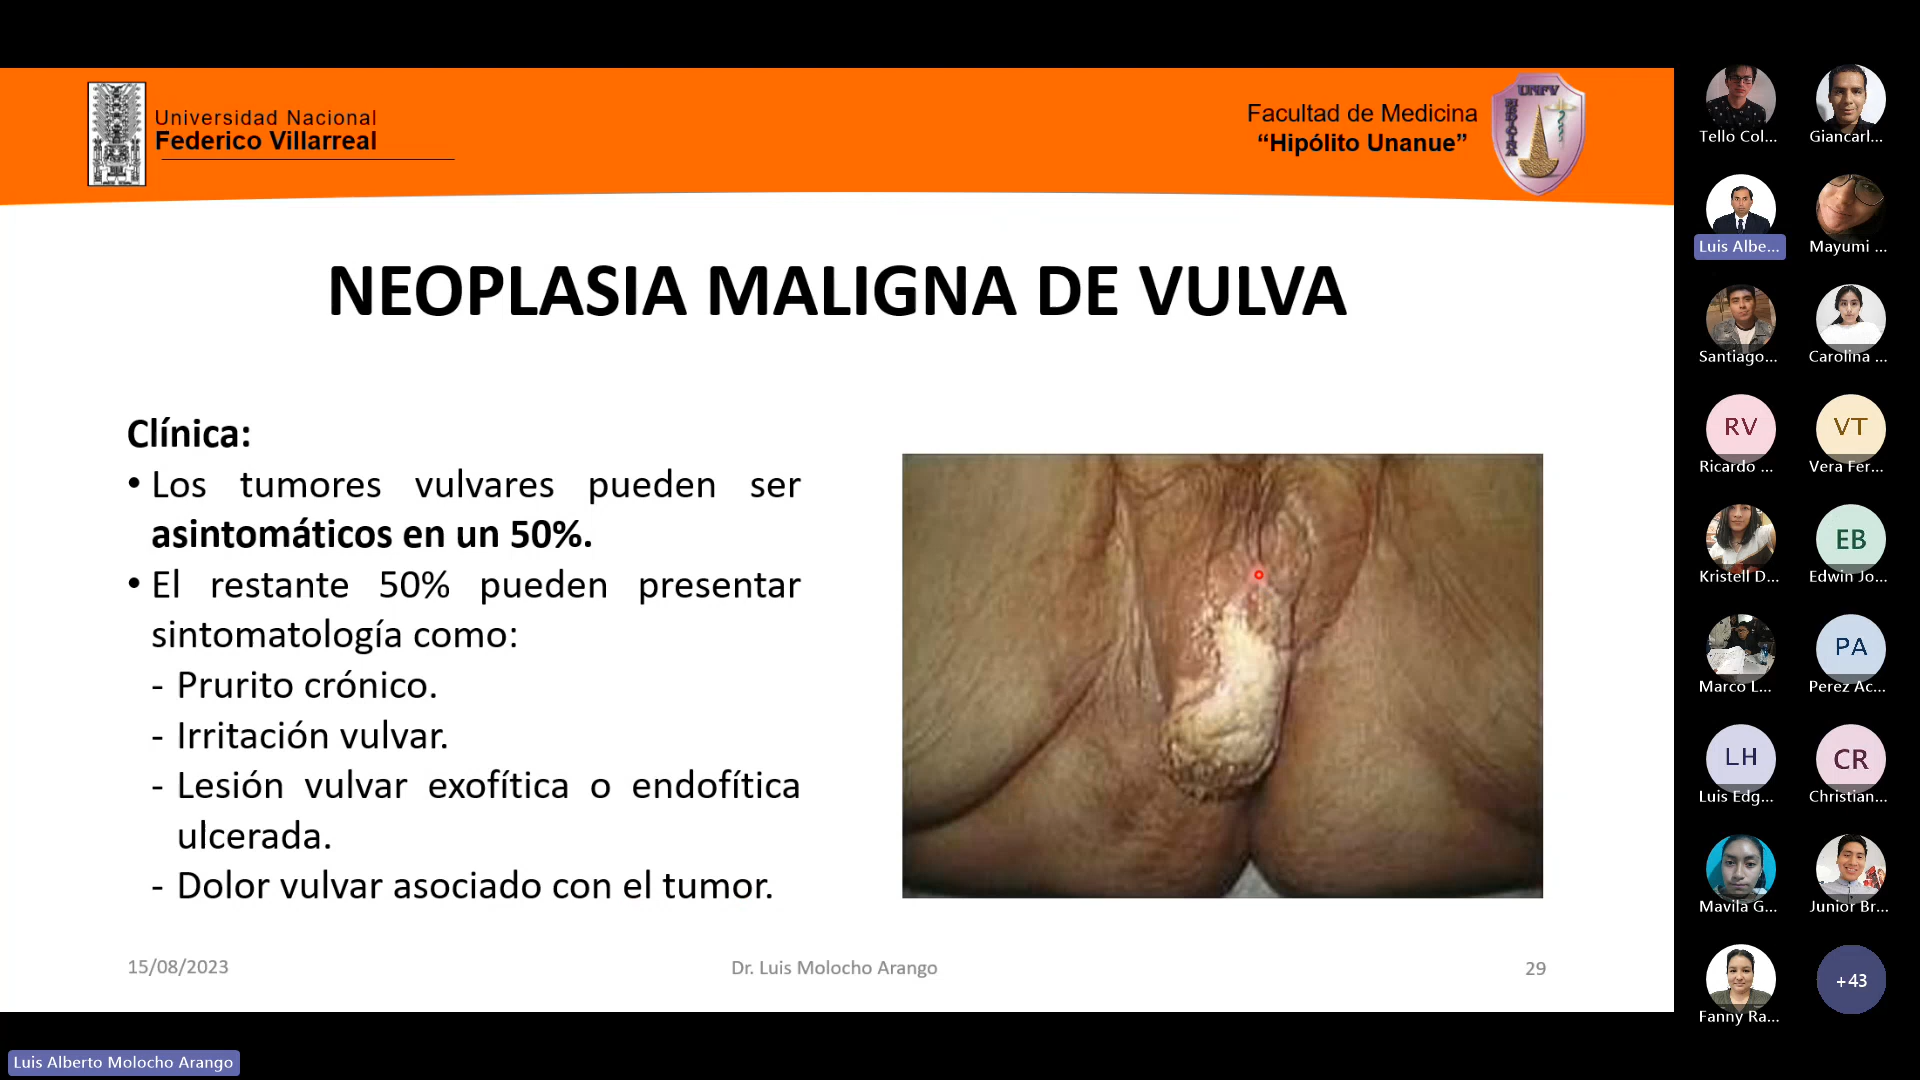 Universidad Nacional
Federico Villarreal
Facultad de Medicina
“Hipólito Unanue”
UNFV
MEDICINA
NEOPLASIA MALIGNA DE VULVA
Clínica:
• Los tumores vulvares pueden ser
asintomáticos en un 50%.
• El restante 50% pueden presentar
sintomatología como:
- Prurito crónico.
- Irritación vulvar.
- Lesión vulvar exofítica o endofítica
ulcerada.
- Dolor vulvar asociado con el tumor.
15/08/2023
Dr. Luis Molocho Arango
29
Tello Col...
Giancarl...
Luis Albe...
Mayumi ...
Santiago...
Carolina ...
RV
VT
Ricardo ...
Vera Fer...
EB
Kristell D...
Edwin Jo...
PA
Marco L...
Perez Ac...
LH
CR
Luis Edg...
Christian...
Mavila G...
Junior Br...
+43
Fanny Ra...
Luis Alberto Molocho Arango